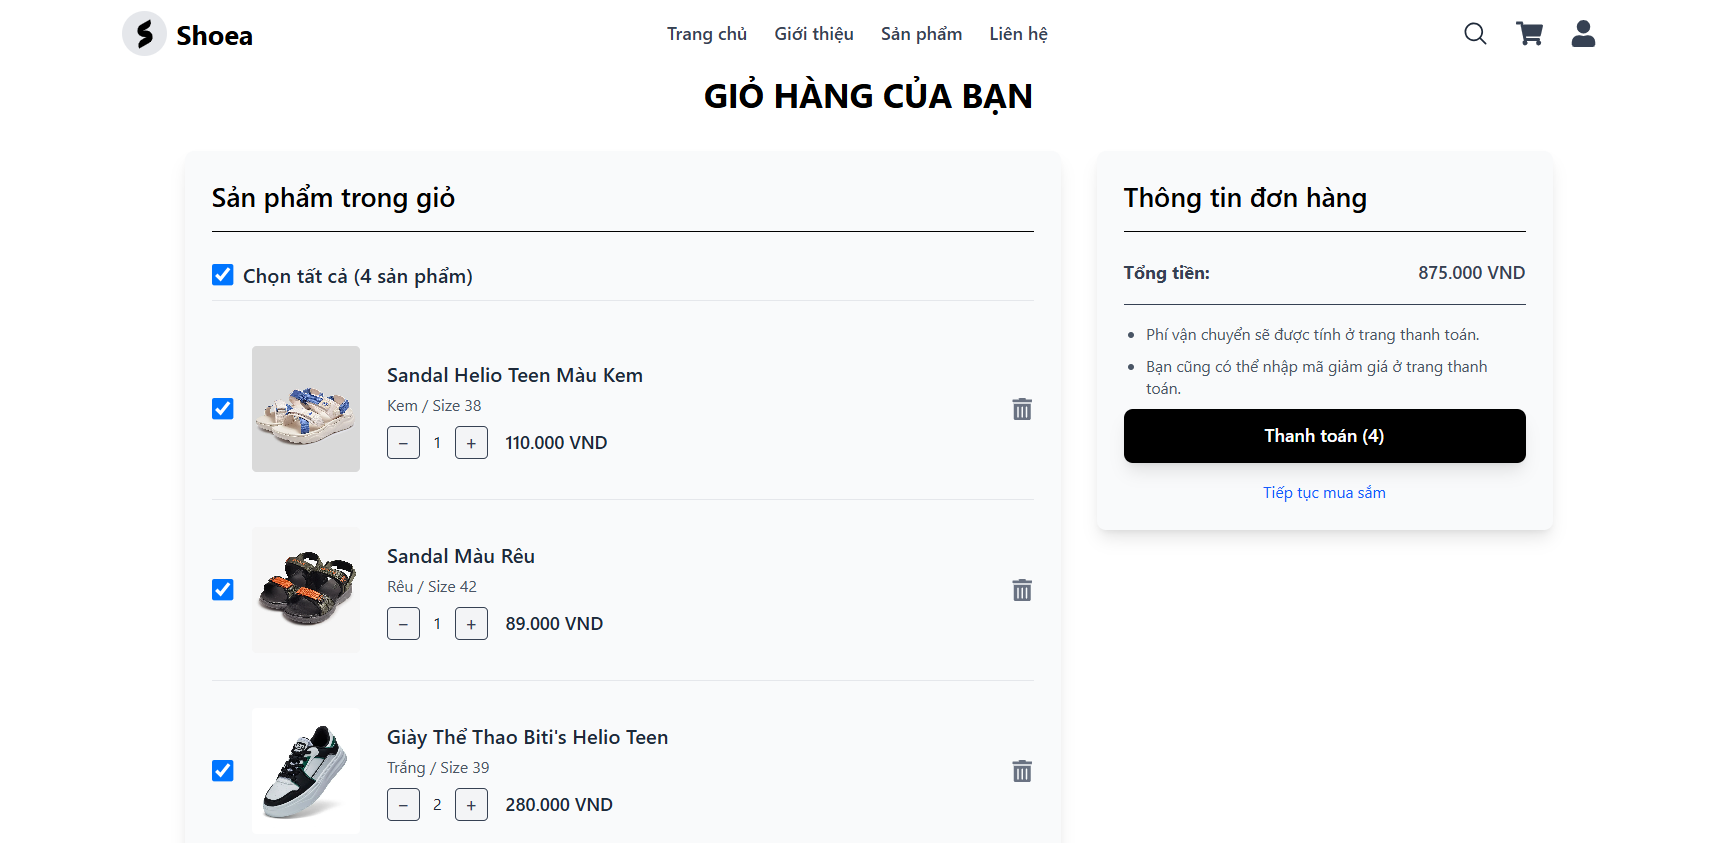 Shoea
Trang chủ
Giới thiệu
Sản phẩm
Liên hệ
GIỎ HÀNG CỦA BẠN
Sản phẩm trong giỏ
Chọn tất cả (4 sản phẩm)
Sandal Helio Teen Màu Kem
Kem / Size 38
− 1 + 110.000 VND
Sandal Màu Rêu
Rêu / Size 42
− 1 + 89.000 VND
Giày Thể Thao Biti's Helio Teen
Trắng / Size 39
− 2 + 280.000 VND
Thông tin đơn hàng
Tổng tiền: 875.000 VND
Phí vận chuyển sẽ được tính ở trang thanh toán.
Bạn cũng có thể nhập mã giảm giá ở trang thanh
toán.
Thanh toán (4)
Tiếp tục mua sắm